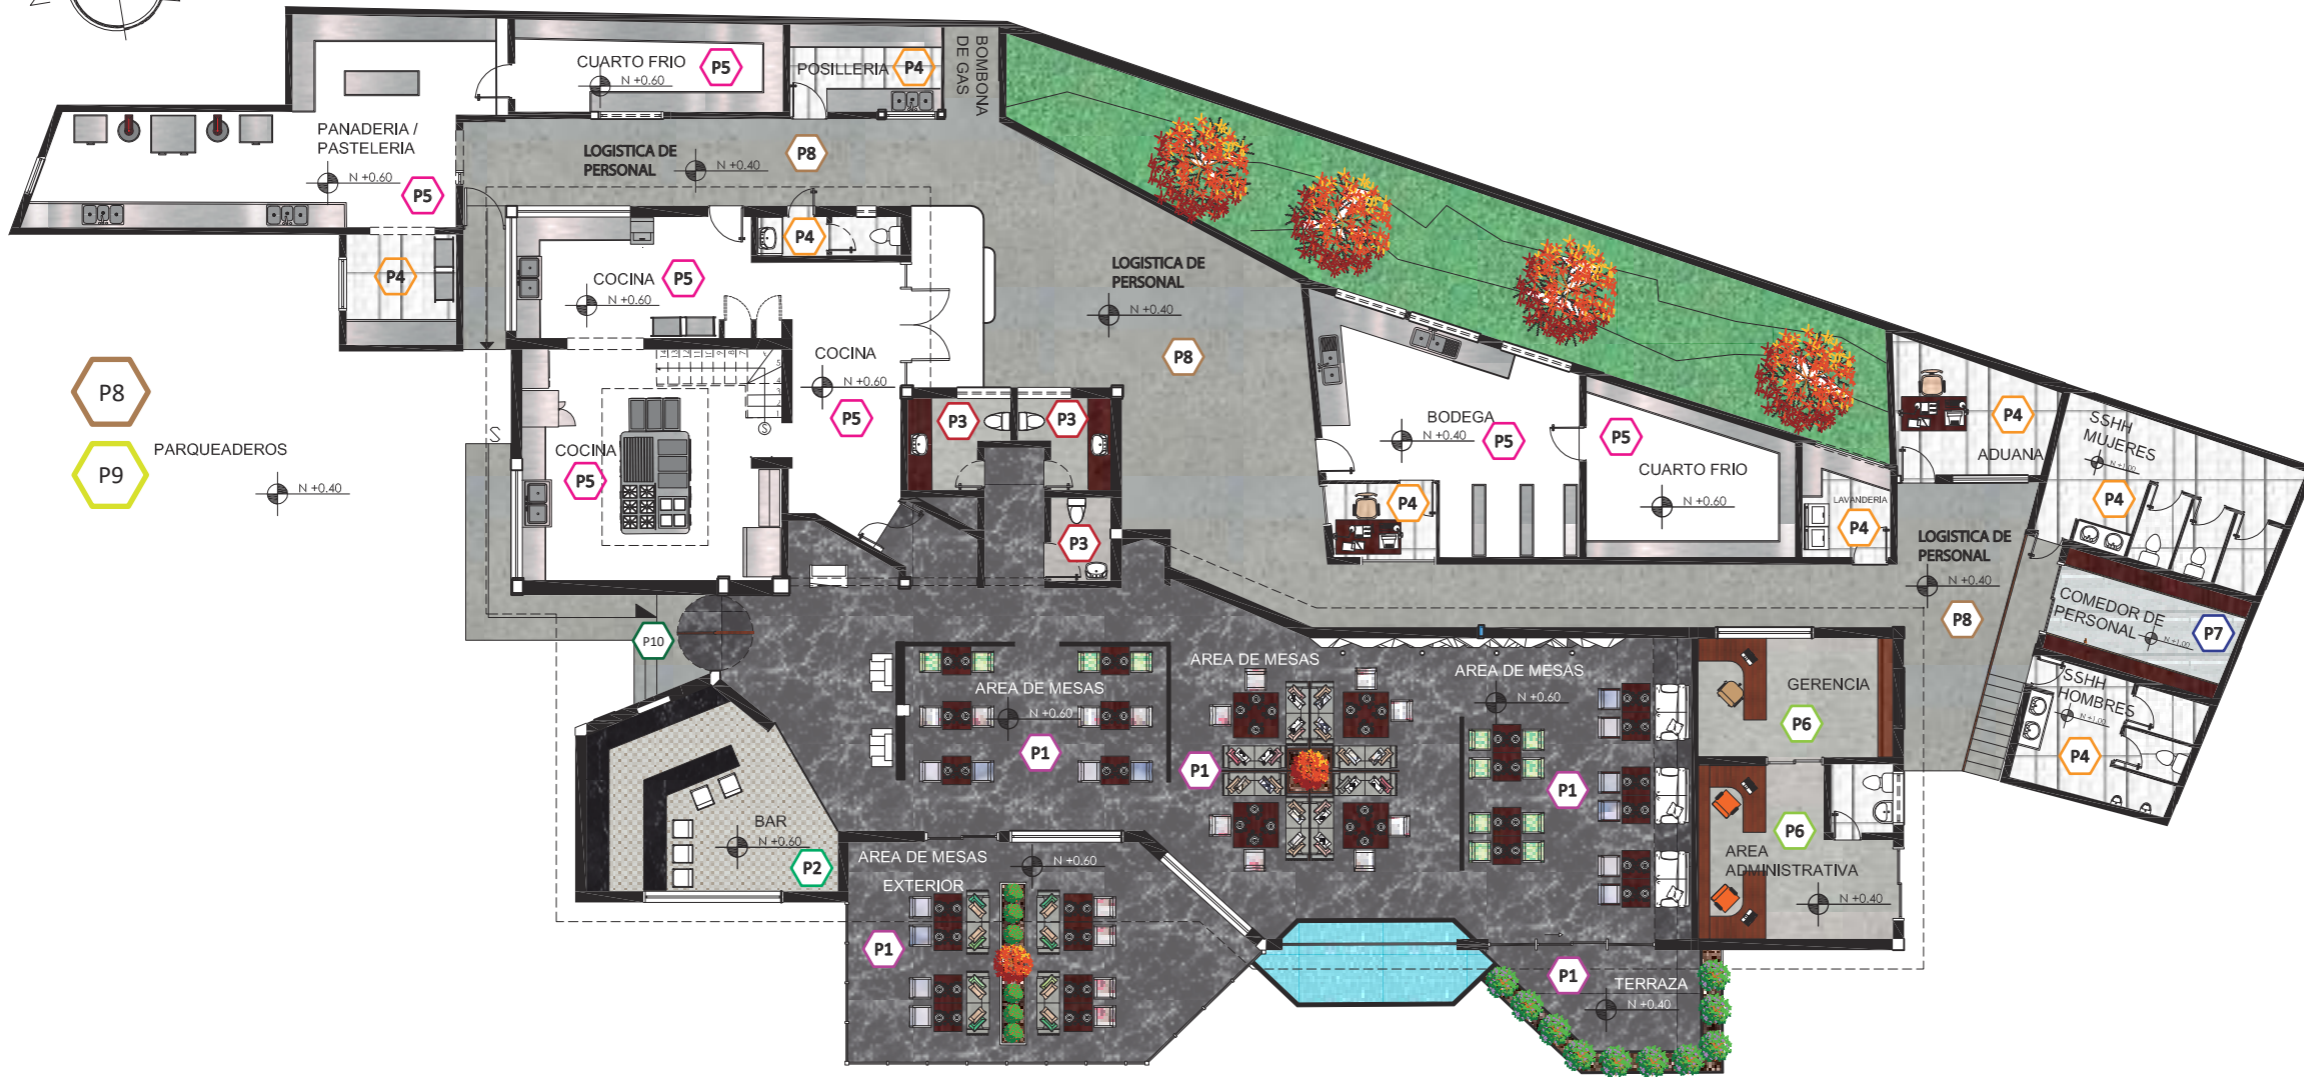 CUARTO FRIO
N +0.60
P5
POSILLERIA
P4
BOMBONA
DE GAS
PANADERIA /
PASTELERIA
N +0.60
P5
LOGISTICA DE
PERSONAL
N +0.40
P8
P4
P4
COCINA
N +0.60
P5
LOGISTICA DE
PERSONAL
N +0.40
P8
COCINA
N +0.60
P5
COCINA
P5
S
S
P8
P9
PARQUEADEROS
N +0.40
P3
P3
P3
BODEGA
N +0.40
P5
P5
CUARTO FRIO
N +0.60
P4
LAVANDERIA
P4
P4
ADUANA
SSHH
MUJERES
N +1.00
P4
LOGISTICA DE
PERSONAL
N +0.40
P8
COMEDOR DE
PERSONAL
N +1.00
P7
SSHH
HOMBRES
N +1.00
P4
P10
AREA DE MESAS
N +0.60
P1
AREA DE MESAS
P1
AREA DE MESAS
N +0.60
P1
GERENCIA
P6
P6
AREA
ADMINISTRATIVA
N +0.40
BAR
N +0.60
P2
AREA DE MESAS
N +0.60
EXTERIOR
P1
P1
TERRAZA
N +0.40